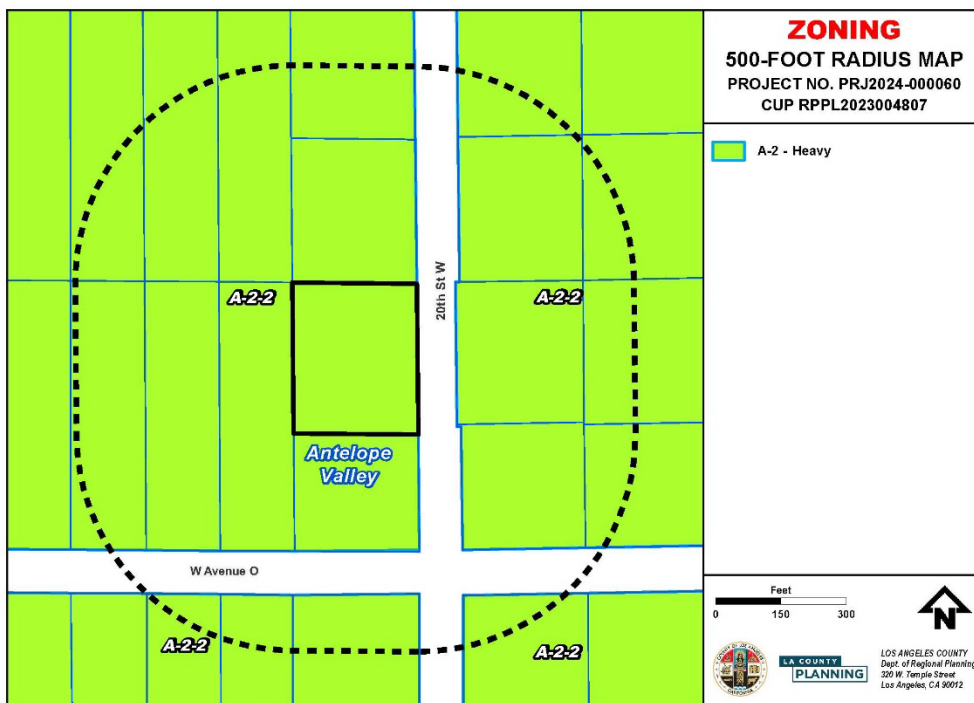 ZONING
500-FOOT RADIUS MAP
PROJECT NO. PRJ2024-000060
CUP RPPL2023004807
A-2 - Heavy
20th St W
A-2-2
A-2-2
Antelope
Valley
W Avenue O
A-2-2
A-2-2
Feet
0 150 300
N
LA COUNTY
PLANNING
LOS ANGELES COUNTY
Dept. of Regional Planning
320 W. Temple Street
Los Angeles, CA 90012